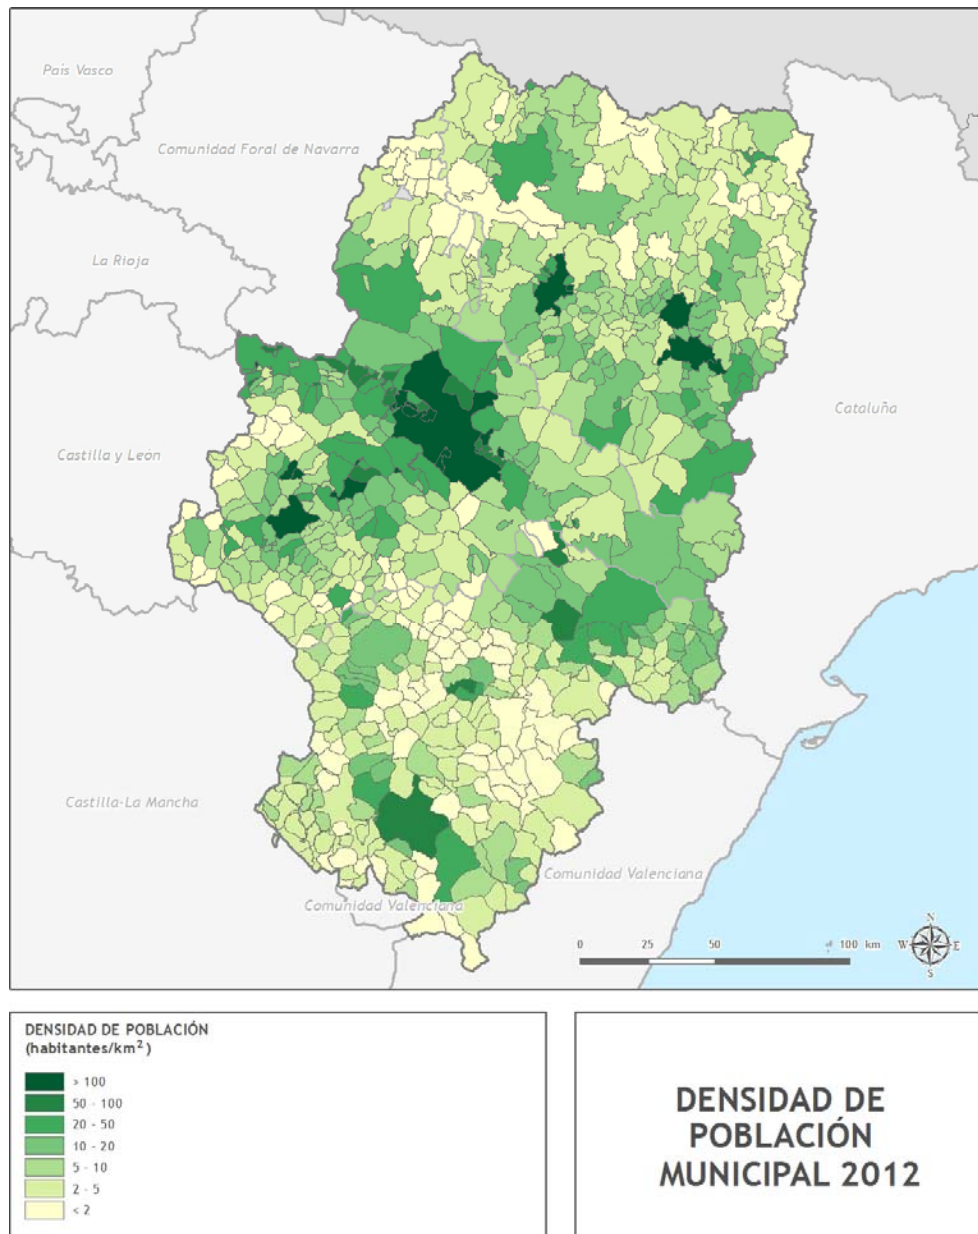 País Vasco
Comunidad Foral de Navarra
La Rioja
Cataluña
Castilla y León
Castilla-La Mancha
Comunidad Valenciana
Comunidad Valenciana
N
W E
S
0 25 50 100 km
DENSIDAD DE POBLACIÓN
(habitantes/km²)
> 100
50 - 100
20 - 50
10 - 20
5 - 10
2 - 5
< 2
DENSIDAD DE
POBLACIÓN
MUNICIPAL 2012